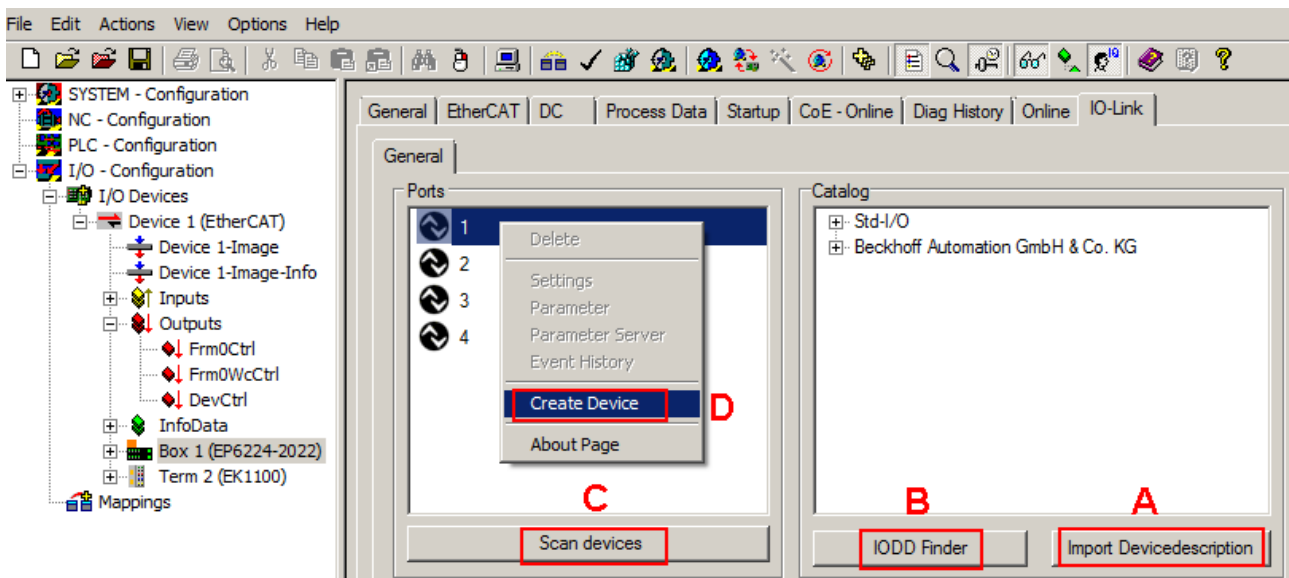 File Edit Actions View Options Help
SYSTEM - Configuration
NC - Configuration
PLC - Configuration
I/O - Configuration
I/O Devices
Device 1 (EtherCAT)
Device 1-Image
Device 1-Image-Info
Inputs
Outputs
Frm0Ctrl
Frm0WcCtrl
DevCtrl
InfoData
Box 1 (EP6224-2022)
Term 2 (EK1100)
Mappings
General EtherCAT DC Process Data Startup CoE - Online Diag History Online IO-Link
General
Ports
1
2
3
4
Delete
Settings
Parameter
Parameter Server
Event History
Create Device D
About Page
C
Scan devices
Catalog
Std-I/O
Beckhoff Automation GmbH & Co. KG
B A
IODD Finder Import Devicedescription